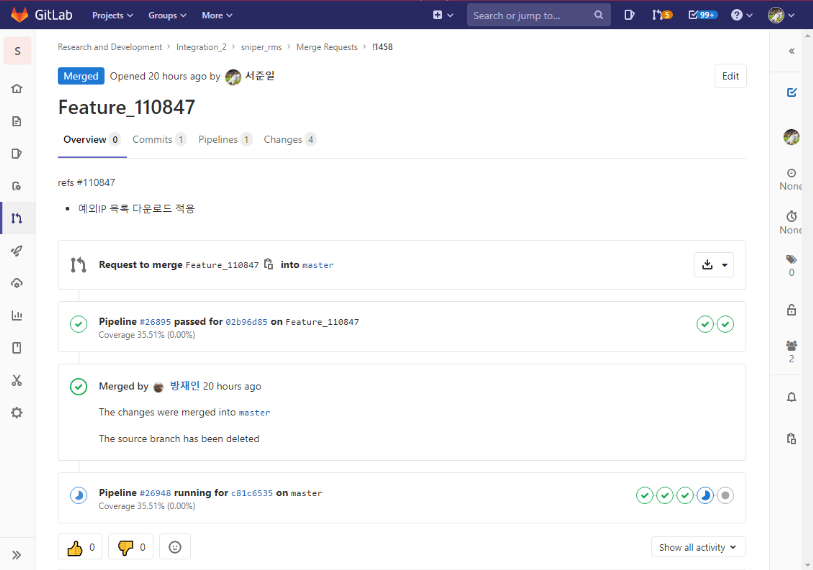 GitLab Projects Groups More Search or jump to... 5 99+
S
Research and Development > Integration_2 > sniper_rms > Merge Requests > !1458
Merged Opened 20 hours ago by 서준일 Edit
Feature_110847
Overview 0 Commits 1 Pipelines 1 Changes 4
refs #110847
• 예외IP 목록 다운로드 적용
Request to merge Feature_110847 into master
Pipeline #26895 passed for 02b96d85 on Feature_110847
Coverage 35.51% (0.00%)
Merged by 방재인 20 hours ago
The changes were merged into master
The source branch has been deleted
Pipeline #26948 running for c81c6535 on master
Coverage 35.51% (0.00%)
0 0 Show all activity
None
None
0
2